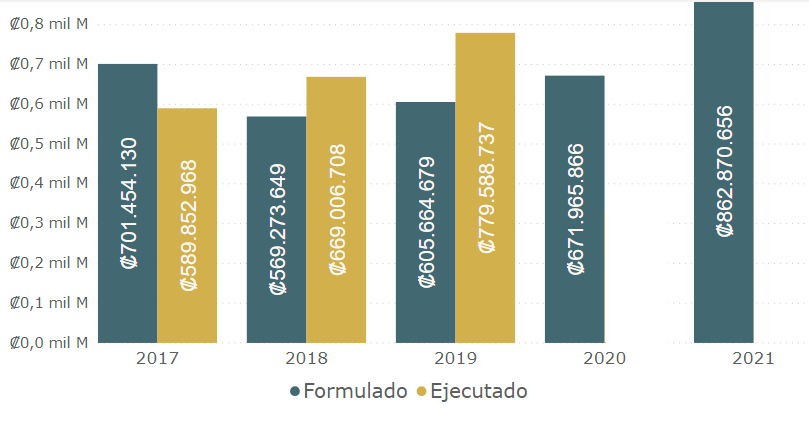 ₡0,8 mil M
₡0,7 mil M
₡0,6 mil M
₡0,5 mil M
₡0,4 mil M
₡0,3 mil M
₡0,2 mil M
₡0,1 mil M
₡0,0 mil M
₡701.454.130
₡589.852.968
₡569.273.649
₡669.006.708
₡605.664.679
₡779.588.737
₡671.965.866
₡862.870.656
2017
2018
2019
2020
2021
Formulado Ejecutado